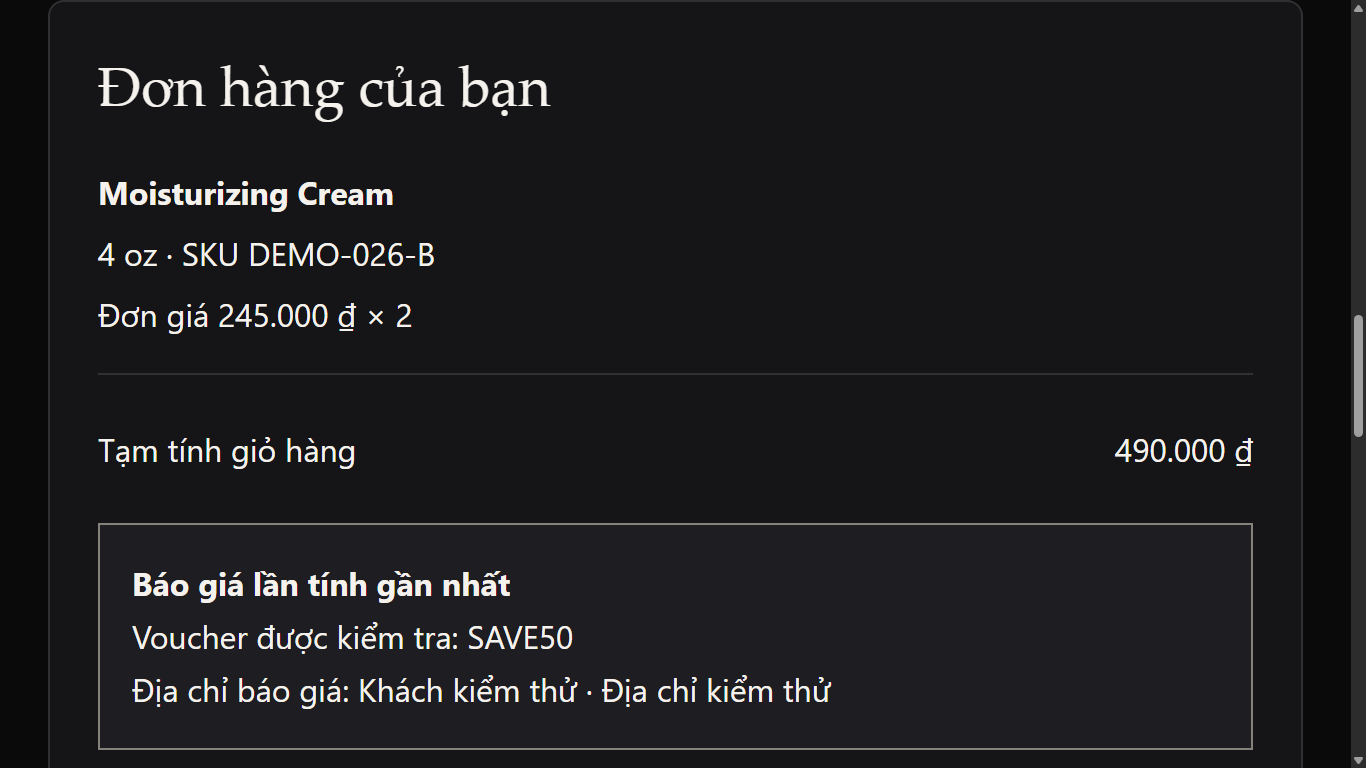 Đơn hàng của bạn
Moisturizing Cream
4 oz · SKU DEMO-026-B
Đơn giá 245.000 ₫ × 2
Tạm tính giỏ hàng 490.000 ₫
Báo giá lần tính gần nhất
Voucher được kiểm tra: SAVE50
Địa chỉ báo giá: Khách kiểm thử · Địa chỉ kiểm thử